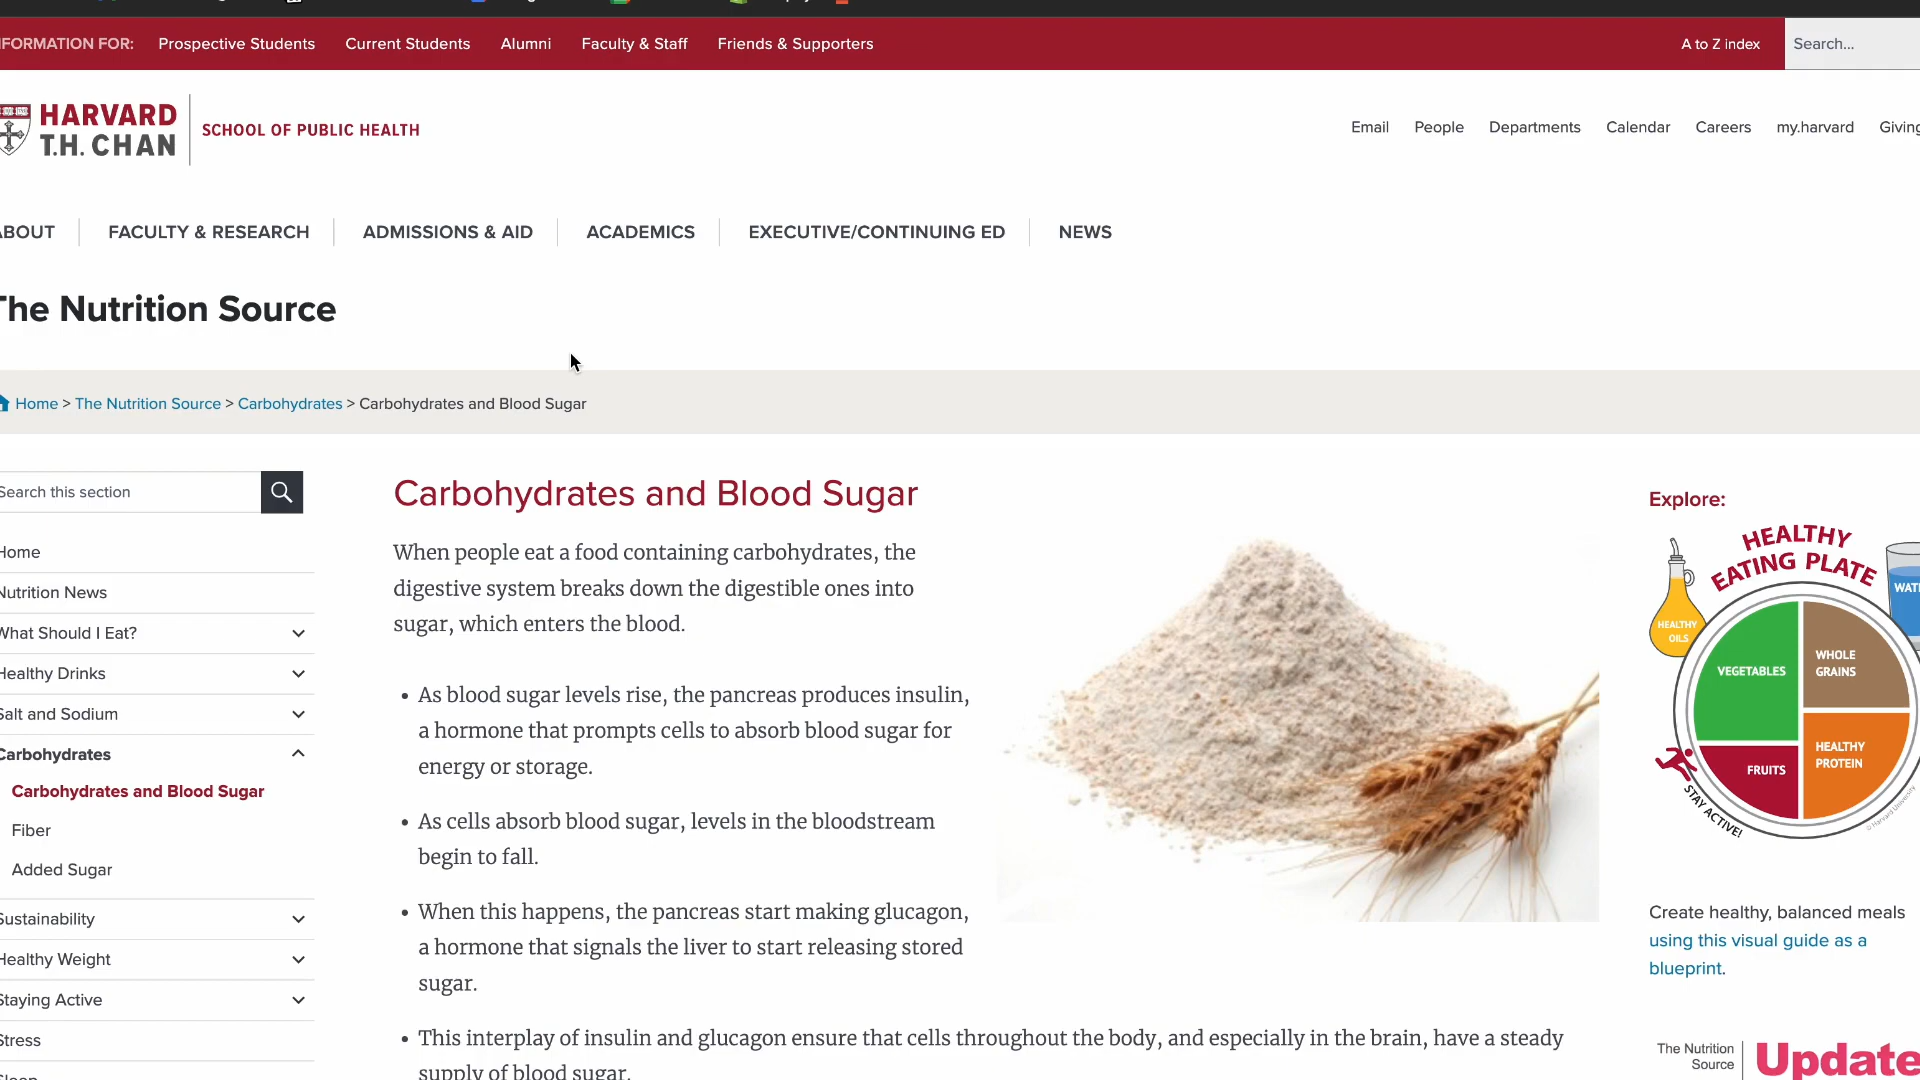 FORMATION FOR: Prospective Students Current Students Alumni Faculty & Staff Friends & Supporters A to Z index Search...
HARVARD
T.H. CHAN
SCHOOL OF PUBLIC HEALTH
Email People Departments Calendar Careers my.harvard Giving
ABOUT FACULTY & RESEARCH ADMISSIONS & AID ACADEMICS EXECUTIVE/CONTINUING ED NEWS
The Nutrition Source
Home > The Nutrition Source > Carbohydrates > Carbohydrates and Blood Sugar
Search this section
Home
Nutrition News
What Should I Eat?
Healthy Drinks
Salt and Sodium
Carbohydrates
Carbohydrates and Blood Sugar
Fiber
Added Sugar
Sustainability
Healthy Weight
Staying Active
Stress
Sleep
Carbohydrates and Blood Sugar
When people eat a food containing carbohydrates, the
digestive system breaks down the digestible ones into
sugar, which enters the blood.
• As blood sugar levels rise, the pancreas produces insulin,
a hormone that prompts cells to absorb blood sugar for
energy or storage.
• As cells absorb blood sugar, levels in the bloodstream
begin to fall.
• When this happens, the pancreas start making glucagon,
a hormone that signals the liver to start releasing stored
sugar.
• This interplay of insulin and glucagon ensure that cells throughout the body, and especially in the brain, have a steady
supply of blood sugar.
Explore:
HEALTHY
EATING PLATE
HEALTHY
OILS
WAT
VEGETABLES
WHOLE
GRAINS
HEALTHY
PROTEIN
FRUITS
STAY ACTIVE!
© Harvard University
Create healthy, balanced meals
using this visual guide as a
blueprint.
The Nutrition
Source
Update